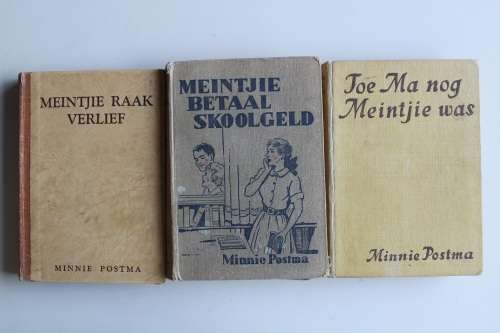 MEINTJIE RAAK
VERLIEF
MINNIE POSTMA
MEINTJIE
BETAAL
SKOOLGELD
Minnie Postma
Toe Ma nog
Meintjie was
Minnie Postma